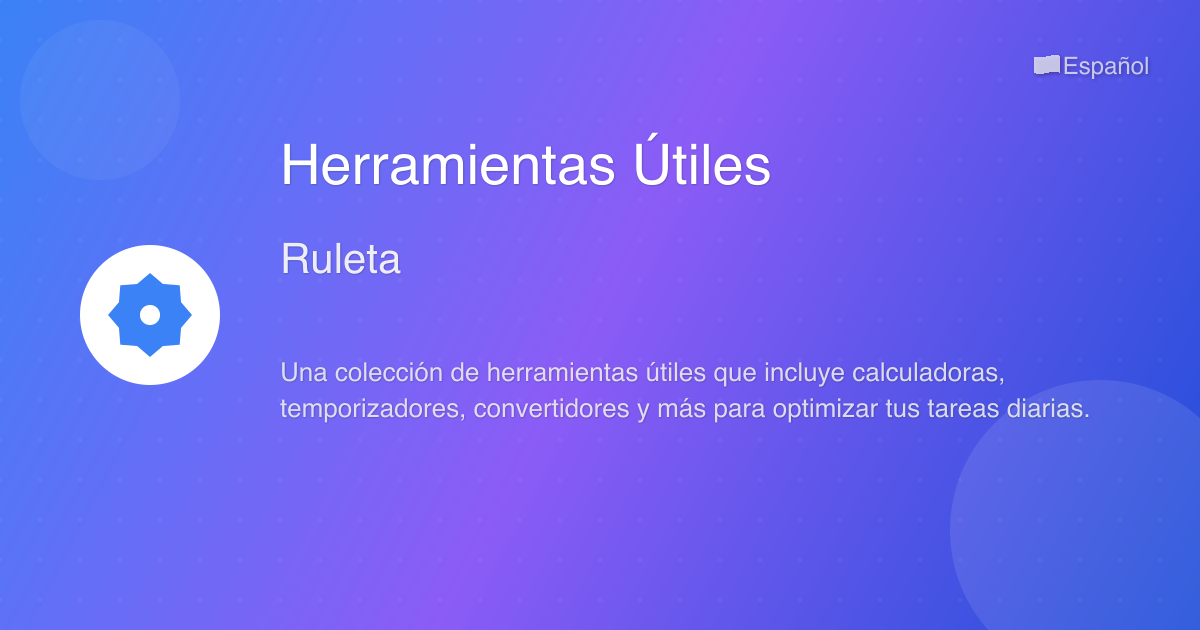 Español
Herramientas Útiles
Ruleta
Una colección de herramientas útiles que incluye calculadoras,
temporizadores, convertidores y más para optimizar tus tareas diarias.